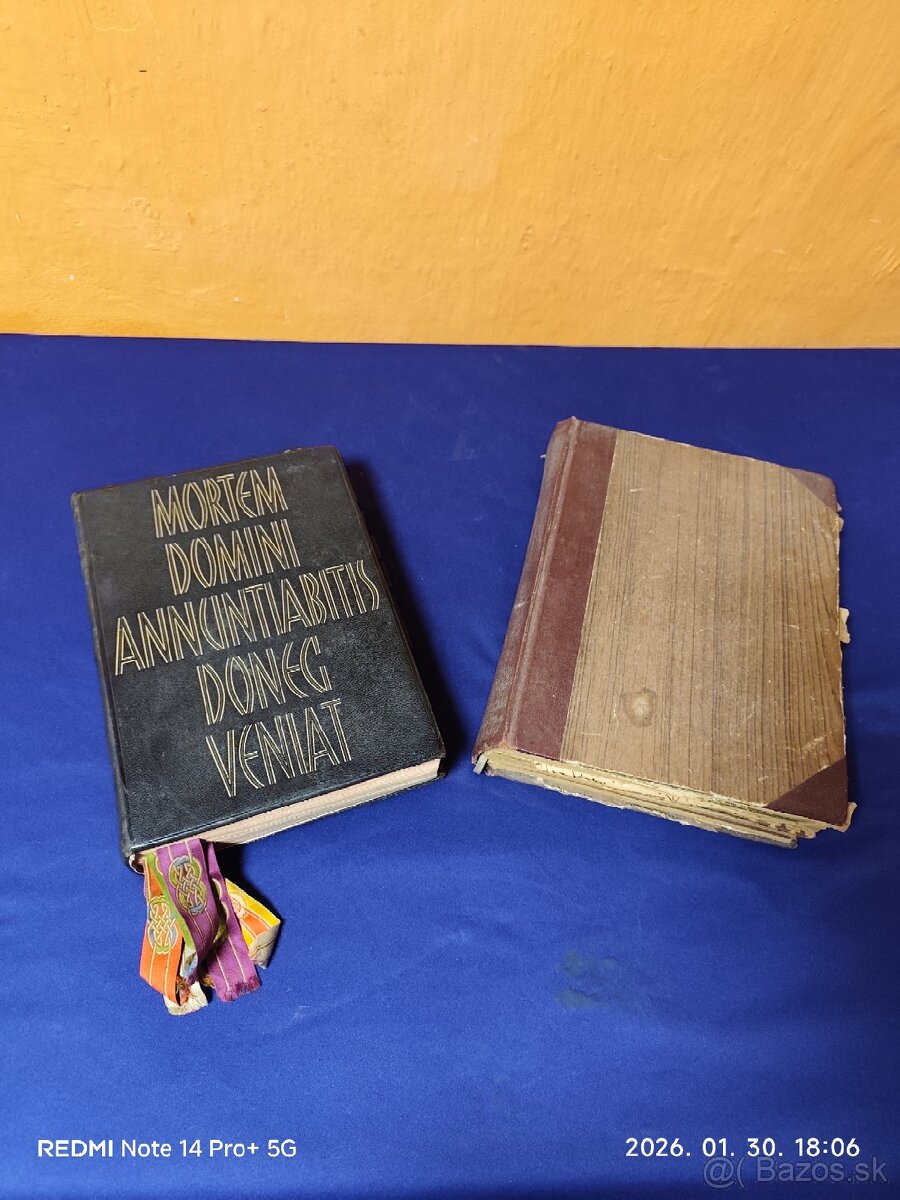 MORTEM
DOMINI
ANNUNTIABITIS
DONEC
VENIAT
REDMI Note 14 Pro+ 5G
2026. 01. 30. 18:06
@( Bazos.sk